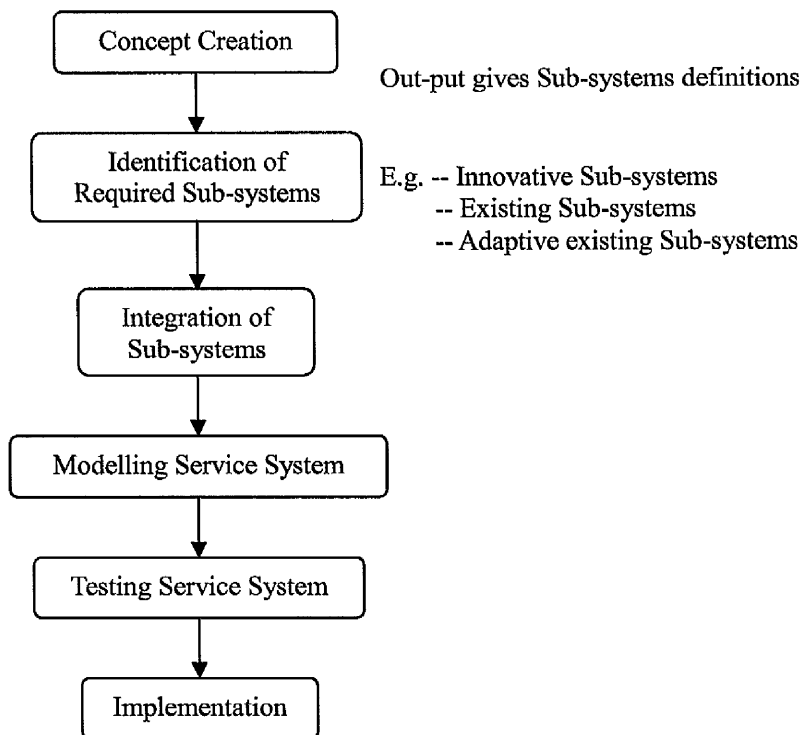 Concept Creation
Out-put gives Sub-systems definitions
Identification of
Required Sub-systems
E.g. -- Innovative Sub-systems
-- Existing Sub-systems
-- Adaptive existing Sub-systems
Integration of
Sub-systems
Modelling Service System
Testing Service System
Implementation